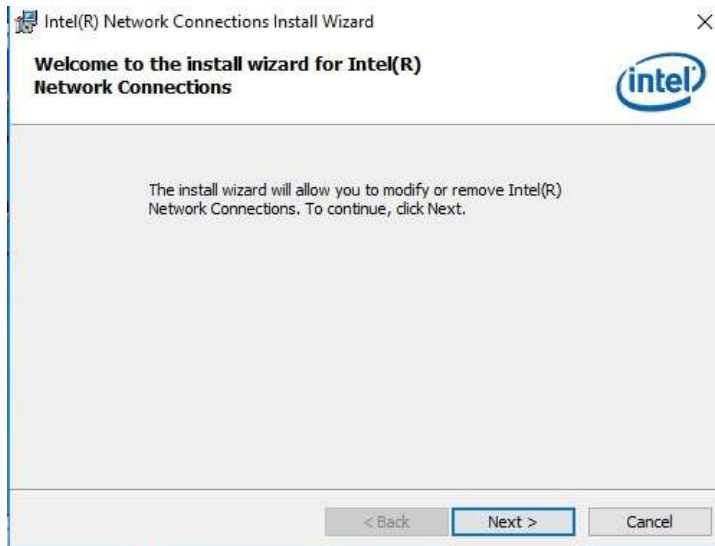 Intel(R) Network Connections Install Wizard
Welcome to the install wizard for Intel(R)
Network Connections
intel
The install wizard will allow you to modify or remove Intel(R)
Network Connections. To continue, click Next.
< Back
Next >
Cancel